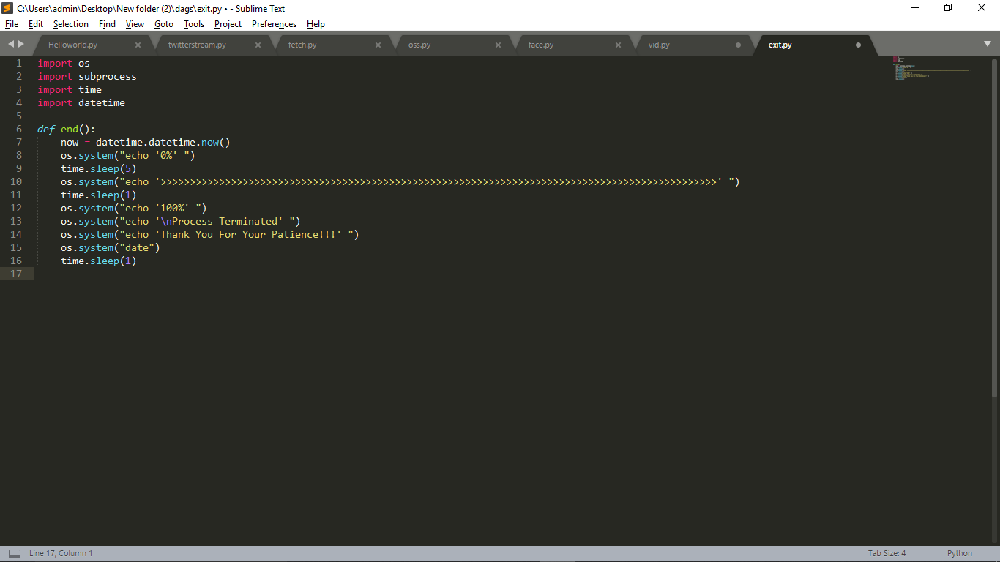 C:\Users\admin\Desktop\New folder (2)\dags\exit.py • - Sublime Text
File Edit Selection Find View Goto Tools Project Preferences Help
Helloworld.py twitterstream.py fetch.py oss.py face.py vid.py exit.py
1 import os
2 import subprocess
3 import time
4 import datetime
5
6 def end():
7 now = datetime.datetime.now()
8 os.system("echo '0%' ")
9 time.sleep(5)
10 os.system("echo '>>>>>>>>>>>>>>>>>>>>>>>>>>>>>>>>>>>>>>>>>>>>>>>>>>>>>>>>>>>>>>>>>>>>>>>>>>>>>>>>>>>>>>>>>>>>>>>' ")
11 time.sleep(1)
12 os.system("echo '100%' ")
13 os.system("echo '\nProcess Terminated' ")
14 os.system("echo 'Thank You For Your Patience!!!' ")
15 os.system("date")
16 time.sleep(1)
17
Line 17, Column 1 Tab Size: 4 Python